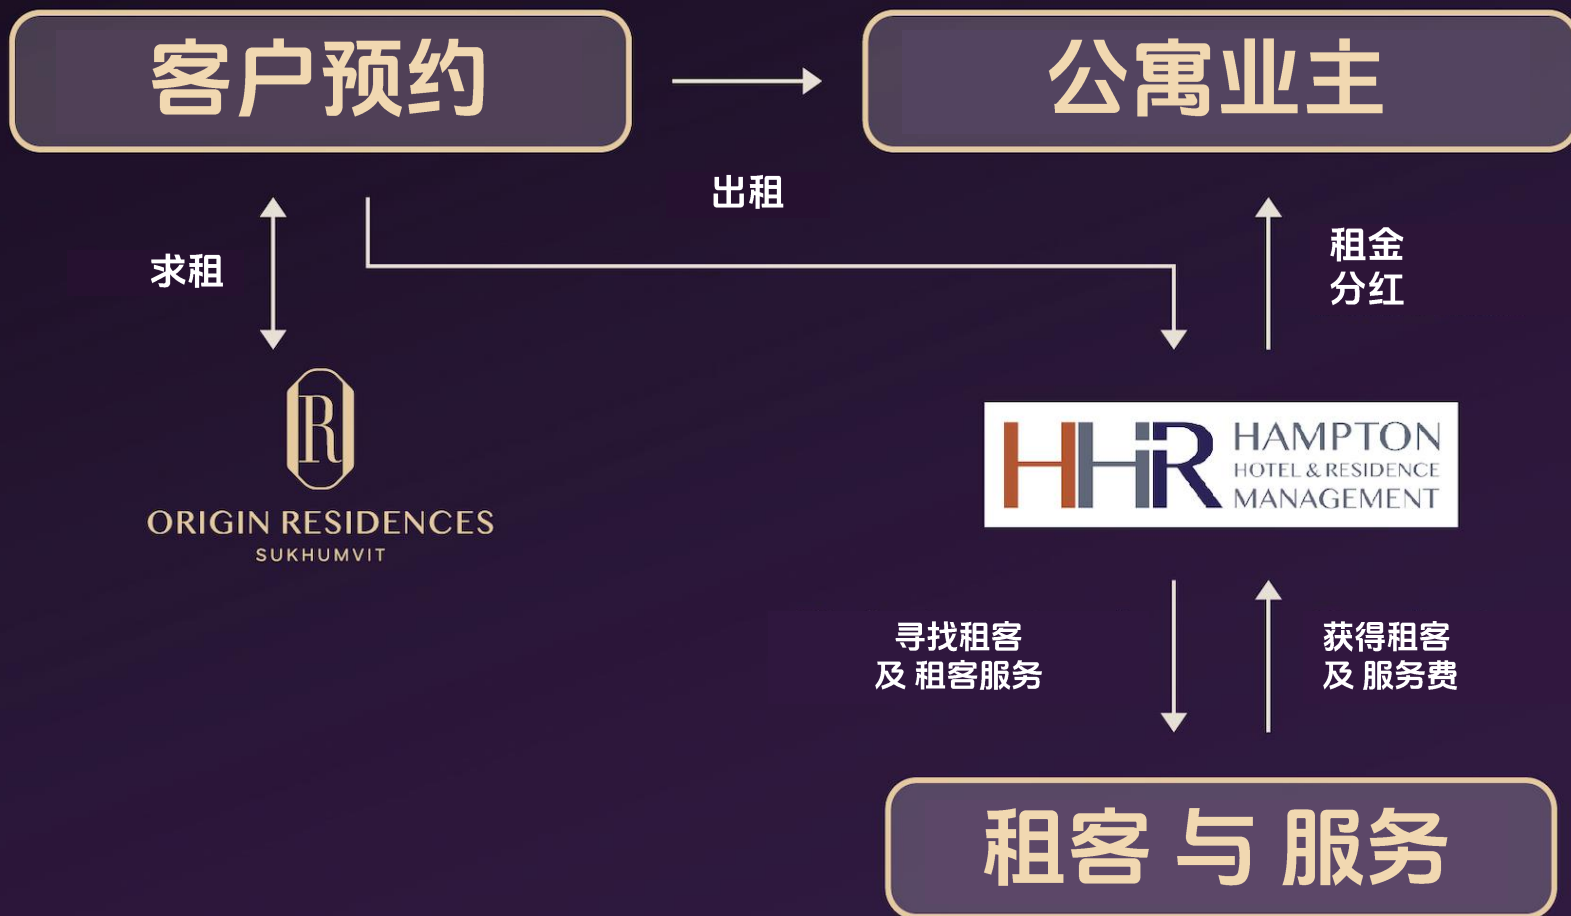 客户预约
公寓业主
出租
求租
租金
分红
R
ORIGIN RESIDENCES
SUKHUMVIT
HHR
HAMPTON
HOTEL & RESIDENCE
MANAGEMENT
寻找租客
及 租客服务
获得租客
及 服务费
租客 与 服务